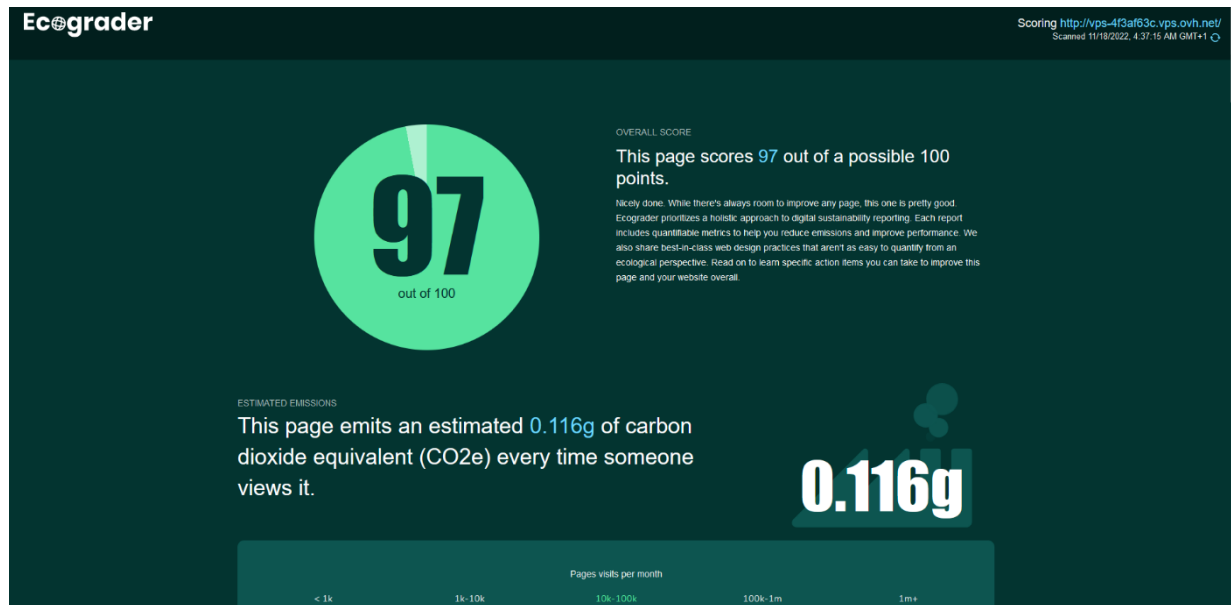 Ecograder
Scoring http://vps-4f3af63c.vps.ovh.net/
Scanned 11/18/2022, 4:37:15 AM GMT+1
97
out of 100
OVERALL SCORE
This page scores 97 out of a possible 100
points.
Nicely done. While there's always room to improve any page, this one is pretty good.
Ecograder prioritizes a holistic approach to digital sustainability reporting. Each report
includes quantifiable metrics to help you reduce emissions and improve performance. We
also share best-in-class web design practices that aren't as easy to quantify from an
ecological perspective. Read on to learn specific action items you can take to improve this
page and your website overall.
ESTIMATED EMISSIONS
This page emits an estimated 0.116g of carbon
dioxide equivalent (CO2e) every time someone
views it.
0.116g
Pages visits per month
< 1k 1k-10k 10k-100k 100k-1m 1m+